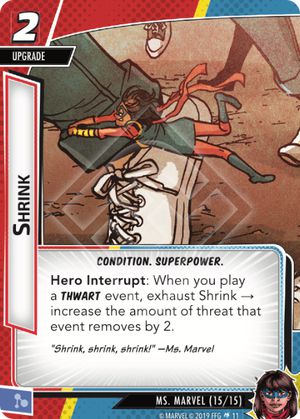 2
UPGRADE
SHRINK
CONDITION. SUPERPOWER.
Hero Interrupt: When you play
a THWART event, exhaust Shrink →
increase the amount of threat that
event removes by 2.
"Shrink, shrink, shrink!" —Ms. Marvel
MS. MARVEL (15/15)
© MARVEL © 2019 FFG 11